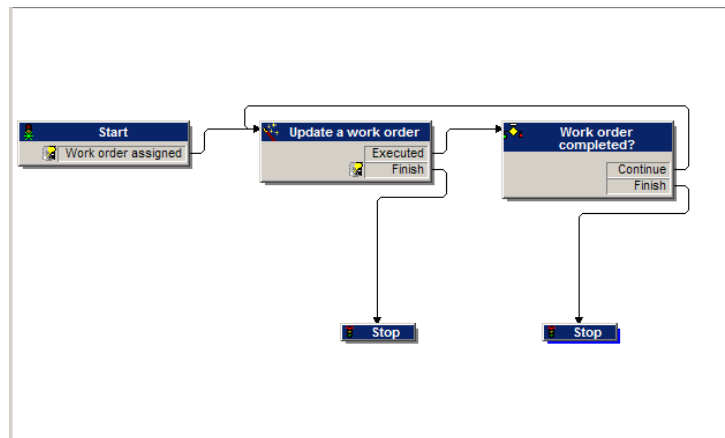 Start
Work order assigned
Update a work order
Executed
Finish
Work order
completed?
Continue
Finish
Stop
Stop